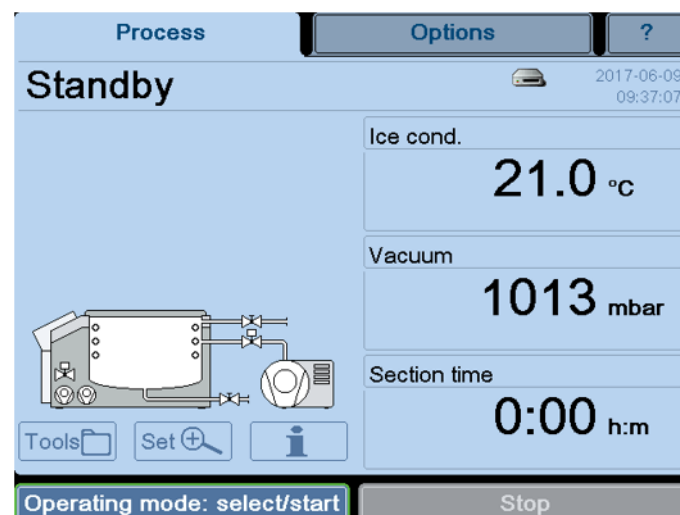 Process Options ?
Standby
2017-06-09
09:37:07
Ice cond.
21.0 °C
Vacuum
1013 mbar
Section time
0:00 h:m
Tools Set i
Operating mode: select/start Stop